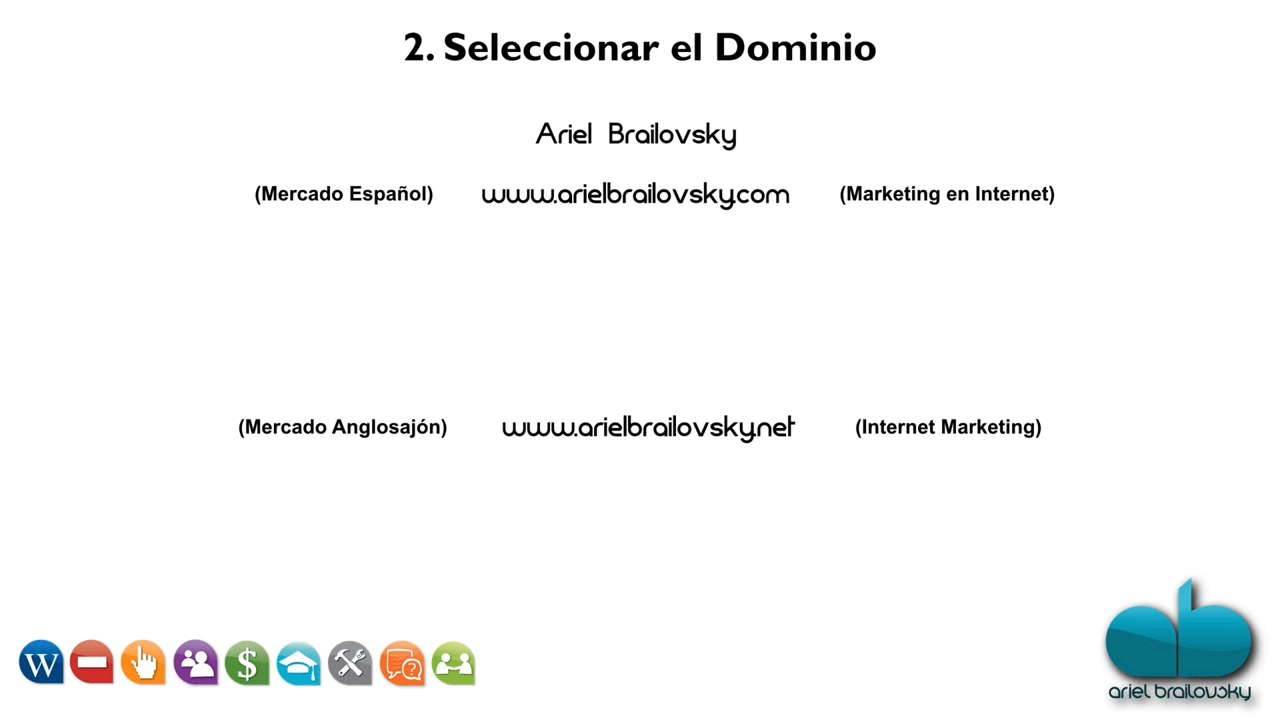 2. Seleccionar el Dominio
Ariel Brailovsky
(Mercado Español) www.arielbrailovsky.com (Marketing en Internet)
(Mercado Anglosajón) www.arielbrailovsky.net (Internet Marketing)
W $ ?
ab
ariel brailovsky